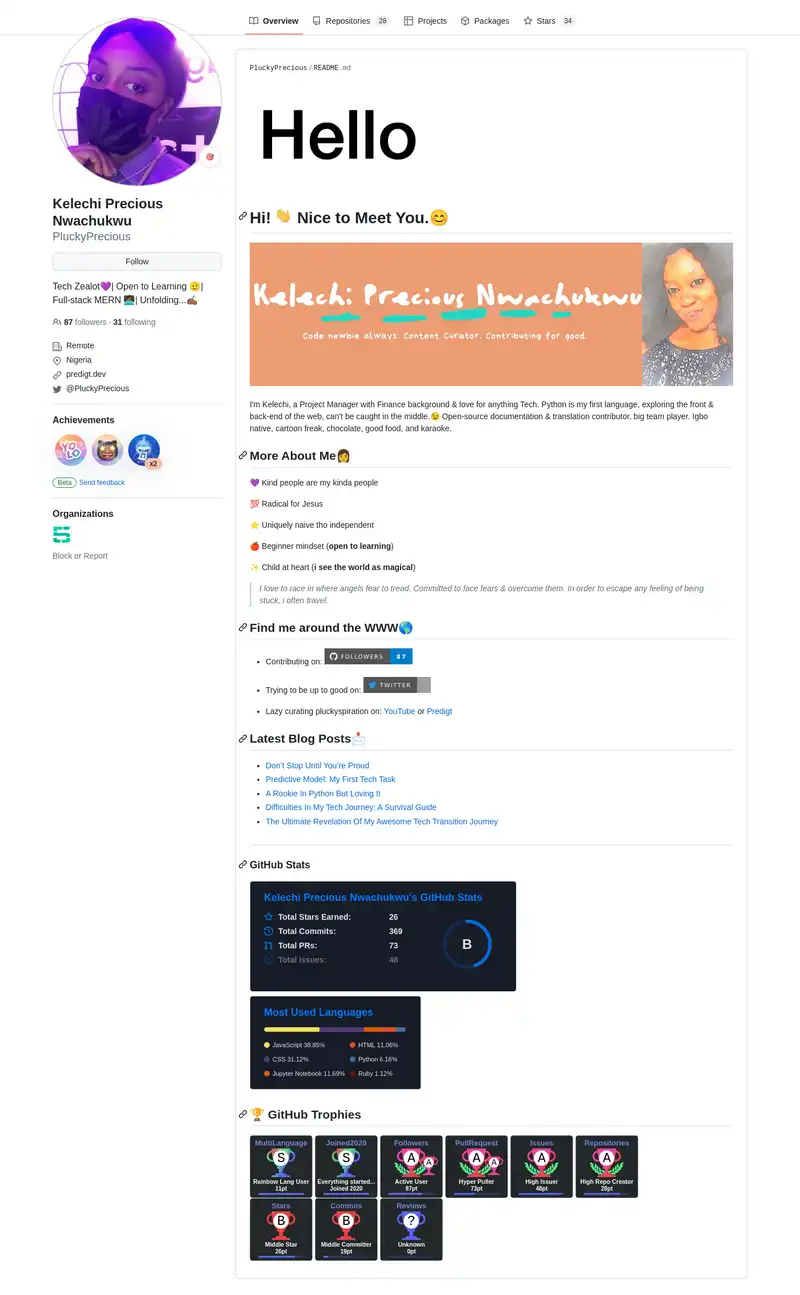 Overview
Repositories 28
Projects
Packages
Stars 34
PluckyPrecious / README.md
Hello
Kelechi Precious
Nwachukwu
PluckyPrecious
Follow
Tech Zealot💜| Open to Learning 🙂|
Full-stack MERN 👩🏿‍💻| Unfolding...✍🏾
87 followers · 31 following
Remote
Nigeria
predigt.dev
@PluckyPrecious
Achievements
YOLO
x2
Beta Send feedback
Organizations
Block or Report
Hi! 👋 Nice to Meet You.😊
Kelechi Precious Nwachukwu
Code newbie always. Content Curator. Contributing for good.
I'm Kelechi, a Project Manager with Finance background & love for anything Tech. Python is my first language, exploring the front &
back-end of the web, can't be caught in the middle.😉 Open-source documentation & translation contributor, big team player. Igbo
native, cartoon freak, chocolate, good food, and karaoke.
More About Me👩
💜 Kind people are my kinda people
💯 Radical for Jesus
⭐ Uniquely naive tho independent
🍎 Beginner mindset (open to learning)
✨ Child at heart (i see the world as magical)
I love to race in where angels fear to tread. Committed to face fears & overcome them. In order to escape any feeling of being
stuck, i often travel.
Find me around the WWW🌎
Contributing on: FOLLOWERS 87
Trying to be up to good on: TWITTER
Lazy curating pluckyspiration on: YouTube or Predigt
Latest Blog Posts📩
Don't Stop Until You're Proud
Predictive Model: My First Tech Task
A Rookie In Python But Loving It
Difficulties In My Tech Journey: A Survival Guide
The Ultimate Revelation Of My Awesome Tech Transition Journey
GitHub Stats
Kelechi Precious Nwachukwu's GitHub Stats
Total Stars Earned: 26
Total Commits: 369
Total PRs: 73
Total Issues: 48
B
Most Used Languages
JavaScript 38.85%
HTML 11.06%
CSS 31.12%
Python 6.16%
Jupyter Notebook 11.69%
Ruby 1.12%
🏆 GitHub Trophies
MultiLanguage
S
Rainbow Lang User
11pt
Joined2020
S
Everything started...
Joined 2020
Followers
A
A
Active User
87pt
PullRequest
A
A
Hyper Puller
73pt
Issues
A
High Issuer
48pt
Repositories
A
High Repo Creator
28pt
Stars
B
Middle Star
26pt
Commits
B
Middle Committer
19pt
Reviews
?
Unknown
0pt